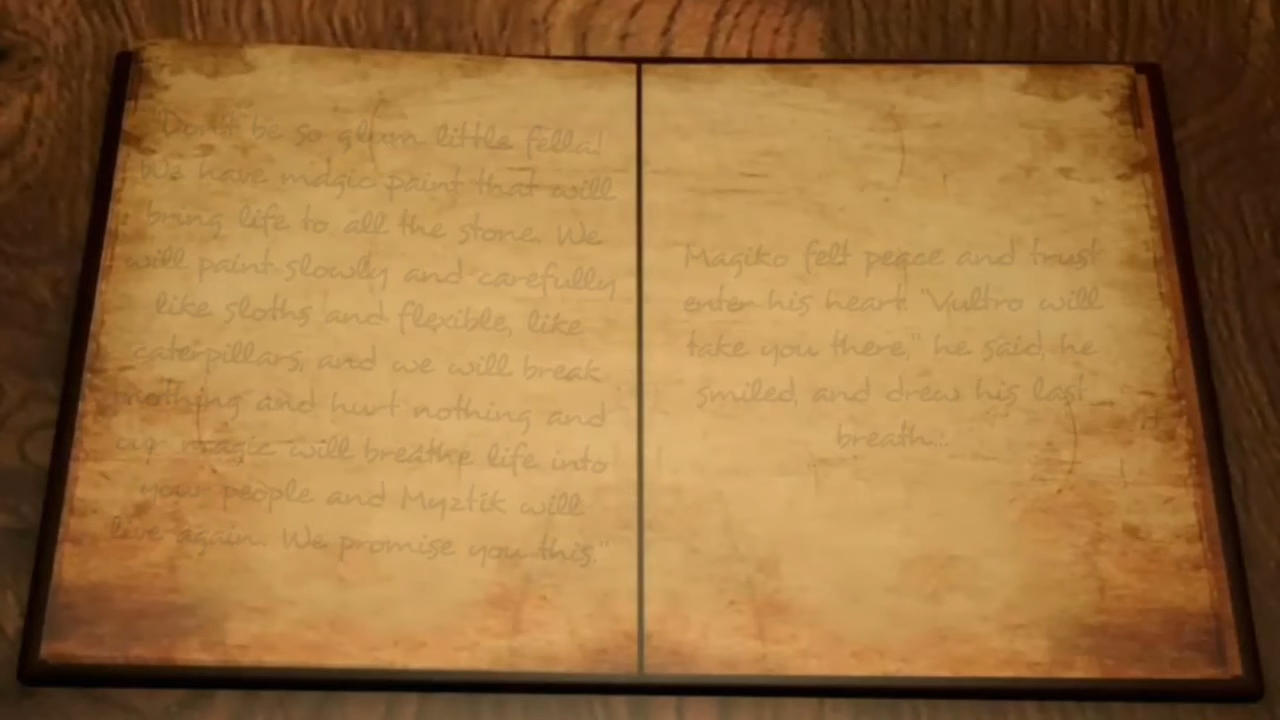 "Don't be so glum little fella!
We have magic paint that will
bring life to all the stone. We
will paint slowly and carefully
like sloths and flexible, like
caterpillars, and we will break
nothing and hurt nothing and
our magic will breathe life into
your people and Myztik will
live again. We promise you this."
Magiko felt peace and trust
enter his heart. "Vultro will
take you there," he said, he
smiled, and drew his last
breath...